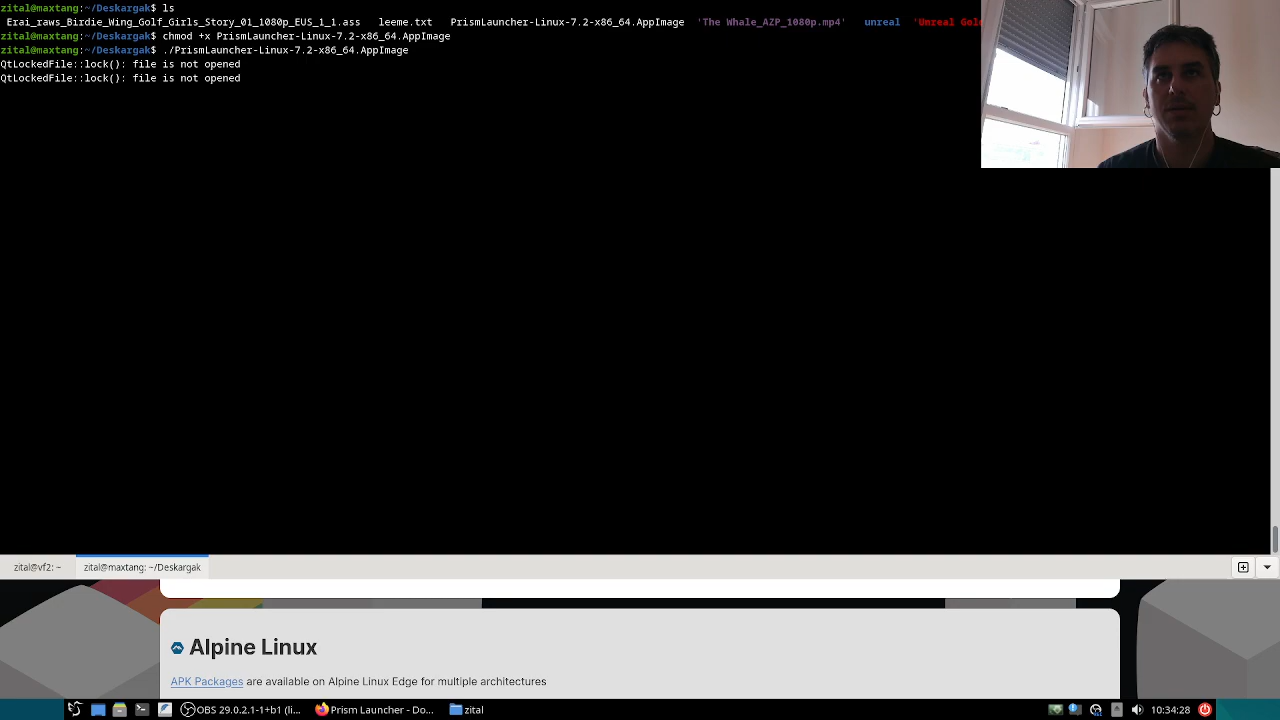 zital@maxtang:~/Deskargak$ ls
Erai_raws_Birdie_Wing_Golf_Girls_Story_01_1080p_EUS_1_1.ass leeme.txt PrismLauncher-Linux-7.2-x86_64.AppImage 'The Whale_AZP_1080p.mp4' unreal 'Unreal Gol
zital@maxtang:~/Deskargak$ chmod +x PrismLauncher-Linux-7.2-x86_64.AppImage
zital@maxtang:~/Deskargak$ ./PrismLauncher-Linux-7.2-x86_64.AppImage
QtLockedFile::lock(): file is not opened
QtLockedFile::lock(): file is not opened
zital@vf2: ~ zital@maxtang: ~/Deskargak
Alpine Linux
APK Packages are available on Alpine Linux Edge for multiple architectures
OBS 29.0.2.1-1+b1 (li... Prism Launcher - Do... zital 10:34:28